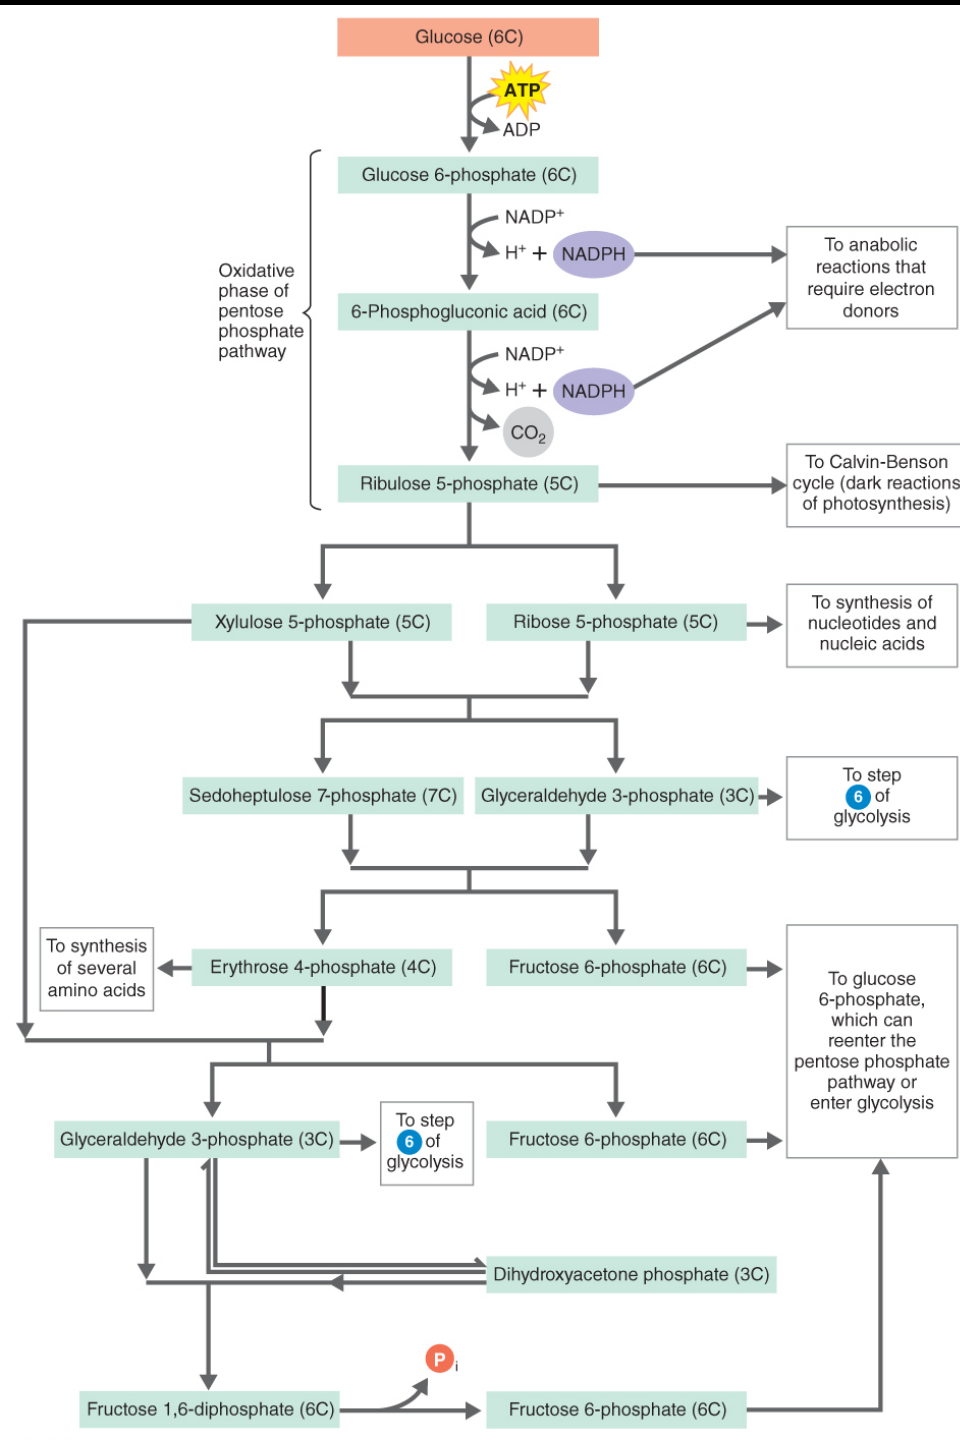 Glucose (6C)
ATP
ADP
Glucose 6-phosphate (6C)
NADP+
H+ + NADPH
To anabolic
reactions that
require electron
donors
Oxidative
phase of
pentose
phosphate
pathway
6-Phosphogluconic acid (6C)
NADP+
H+ + NADPH
CO2
Ribulose 5-phosphate (5C)
To Calvin-Benson
cycle (dark reactions
of photosynthesis)
Xylulose 5-phosphate (5C)
Ribose 5-phosphate (5C)
To synthesis of
nucleotides and
nucleic acids
Sedoheptulose 7-phosphate (7C)
Glyceraldehyde 3-phosphate (3C)
To step
6 of
glycolysis
To synthesis
of several
amino acids
Erythrose 4-phosphate (4C)
Fructose 6-phosphate (6C)
To glucose
6-phosphate,
which can
reenter the
pentose phosphate
pathway or
enter glycolysis
Glyceraldehyde 3-phosphate (3C)
To step
6 of
glycolysis
Fructose 6-phosphate (6C)
Dihydroxyacetone phosphate (3C)
P i
Fructose 1,6-diphosphate (6C)
Fructose 6-phosphate (6C)